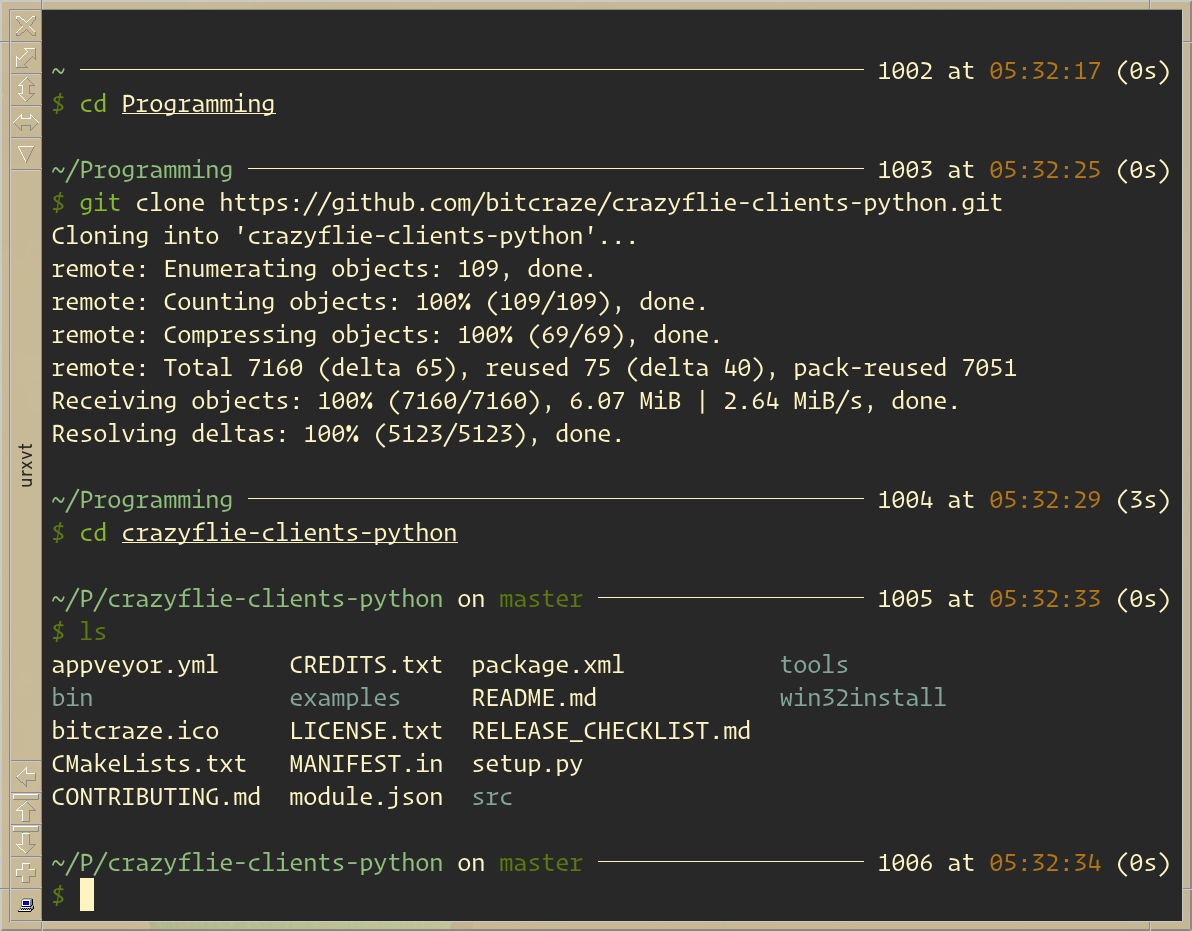 ~ 1002 at 05:32:17 (0s)
$ cd Programming
~/Programming 1003 at 05:32:25 (0s)
$ git clone https://github.com/bitcraze/crazyflie-clients-python.git
Cloning into 'crazyflie-clients-python'...
remote: Enumerating objects: 109, done.
remote: Counting objects: 100% (109/109), done.
remote: Compressing objects: 100% (69/69), done.
remote: Total 7160 (delta 65), reused 75 (delta 40), pack-reused 7051
Receiving objects: 100% (7160/7160), 6.07 MiB | 2.64 MiB/s, done.
Resolving deltas: 100% (5123/5123), done.
~/Programming 1004 at 05:32:29 (3s)
$ cd crazyflie-clients-python
~/P/crazyflie-clients-python on master 1005 at 05:32:33 (0s)
$ ls
appveyor.yml CREDITS.txt package.xml tools
bin examples README.md win32install
bitcraze.ico LICENSE.txt RELEASE_CHECKLIST.md
CMakeLists.txt MANIFEST.in setup.py
CONTRIBUTING.md module.json src
~/P/crazyflie-clients-python on master 1006 at 05:32:34 (0s)
$
urxvt